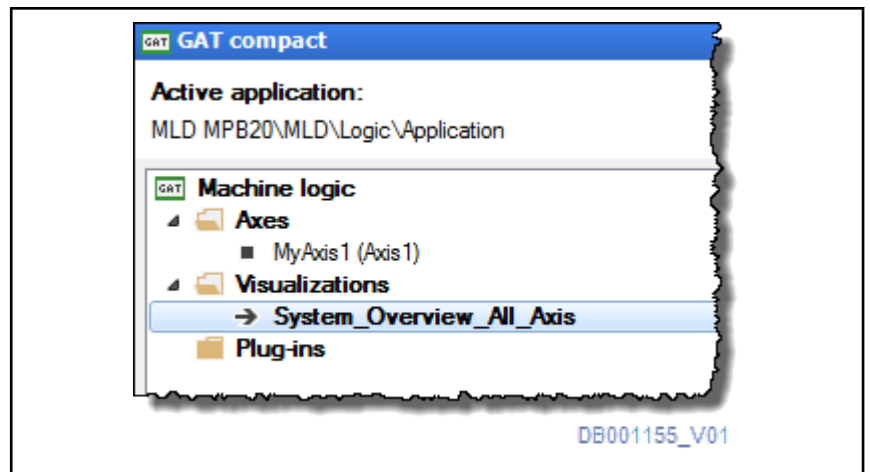 GAT GAT compact
Active application:
MLD MPB20\MLD\Logic\Application
GAT Machine logic
Axes
MyAxis1 (Axis1)
Visualizations
System_Overview_All_Axis
Plug-ins
DB001155_V01